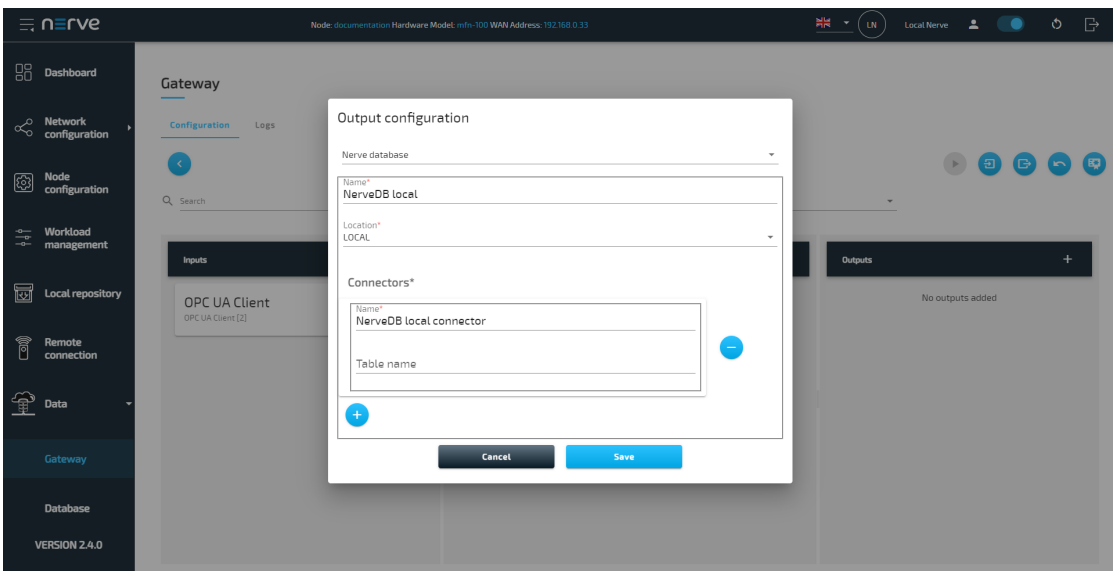 nerve
Node: documentation Hardware Model: mfn-100 WAN Address: 192.168.0.33
LN
Local Nerve
Dashboard
Network
configuration
Node
configuration
Workload
management
Local repository
Remote
connection
Data
Gateway
Database
VERSION 2.4.0
Gateway
Configuration
Logs
Search
Inputs
OPC UA Client
OPC UA Client [2]
Outputs
No outputs added
Output configuration
Nerve database
Name*
NerveDB local
Location*
LOCAL
Connectors*
Name*
NerveDB local connector
Table name
Cancel
Save